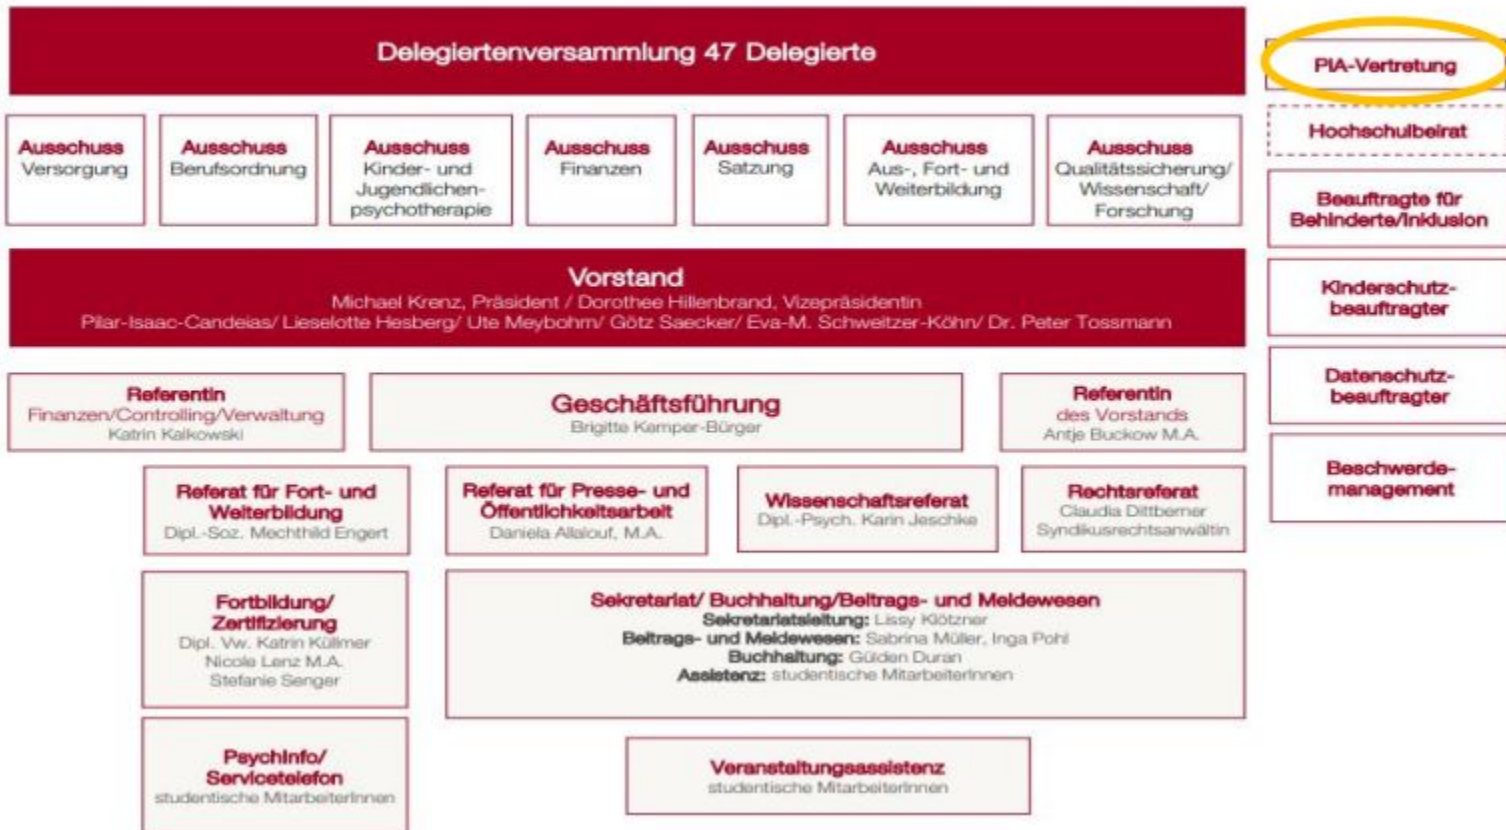 Delegiertenversammlung 47 Delegierte
PiA-Vertretung
Hochschulbeirat
Beauftragte für
Behinderte/Inklusion
Kinderschutz-
beauftragter
Datenschutz-
beauftragter
Beschwerde-
management
Ausschuss
Versorgung
Ausschuss
Berufsordnung
Ausschuss
Kinder- und
Jugendlichen-
psychotherapie
Ausschuss
Finanzen
Ausschuss
Satzung
Ausschuss
Aus-, Fort- und
Weiterbildung
Ausschuss
Qualitätssicherung/
Wissenschaft/
Forschung
Vorstand
Michael Krenz, Präsident / Dorothee Hillenbrand, Vizepräsidentin
Pilar-Isaac-Candeias/ Lieselotte Hesberg/ Ute Meybohm/ Götz Saecker/ Eva-M. Schweitzer-Köhn/ Dr. Peter Tossmann
Referentin
Finanzen/Controlling/Verwaltung
Katrin Kalkowski
Geschäftsführung
Brigitte Kemper-Bürger
Referentin
des Vorstands
Antje Buckow M.A.
Referat für Fort- und
Weiterbildung
Dipl.-Soz. Mechthild Engert
Referat für Presse- und
Öffentlichkeitsarbeit
Daniela Allalouf, M.A.
Wissenschaftsreferat
Dipl.-Psych. Karin Jeschke
Rechtsreferat
Claudia Dittberner
Syndikusrechtsanwältin
Fortbildung/
Zertifizierung
Dipl. Vw. Katrin Küllmer
Nicole Lenz M.A.
Stefanie Senger
Sekretariat/ Buchhaltung/Beitrags- und Meldewesen
Sekretariatsleitung: Lissy Klötzner
Beitrags- und Meldewesen: Sabrina Müller, Inga Pohl
Buchhaltung: Gülden Duran
Assistenz: studentische MitarbeiterInnen
PsychInfo/
Servicetelefon
studentische MitarbeiterInnen
Veranstaltungsassistenz
studentische MitarbeiterInnen